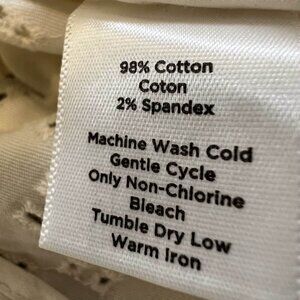 98% Cotton
Coton
2% Spandex
Machine Wash Cold
Gentle Cycle
Only Non-Chlorine
Bleach
Tumble Dry Low
Warm Iron